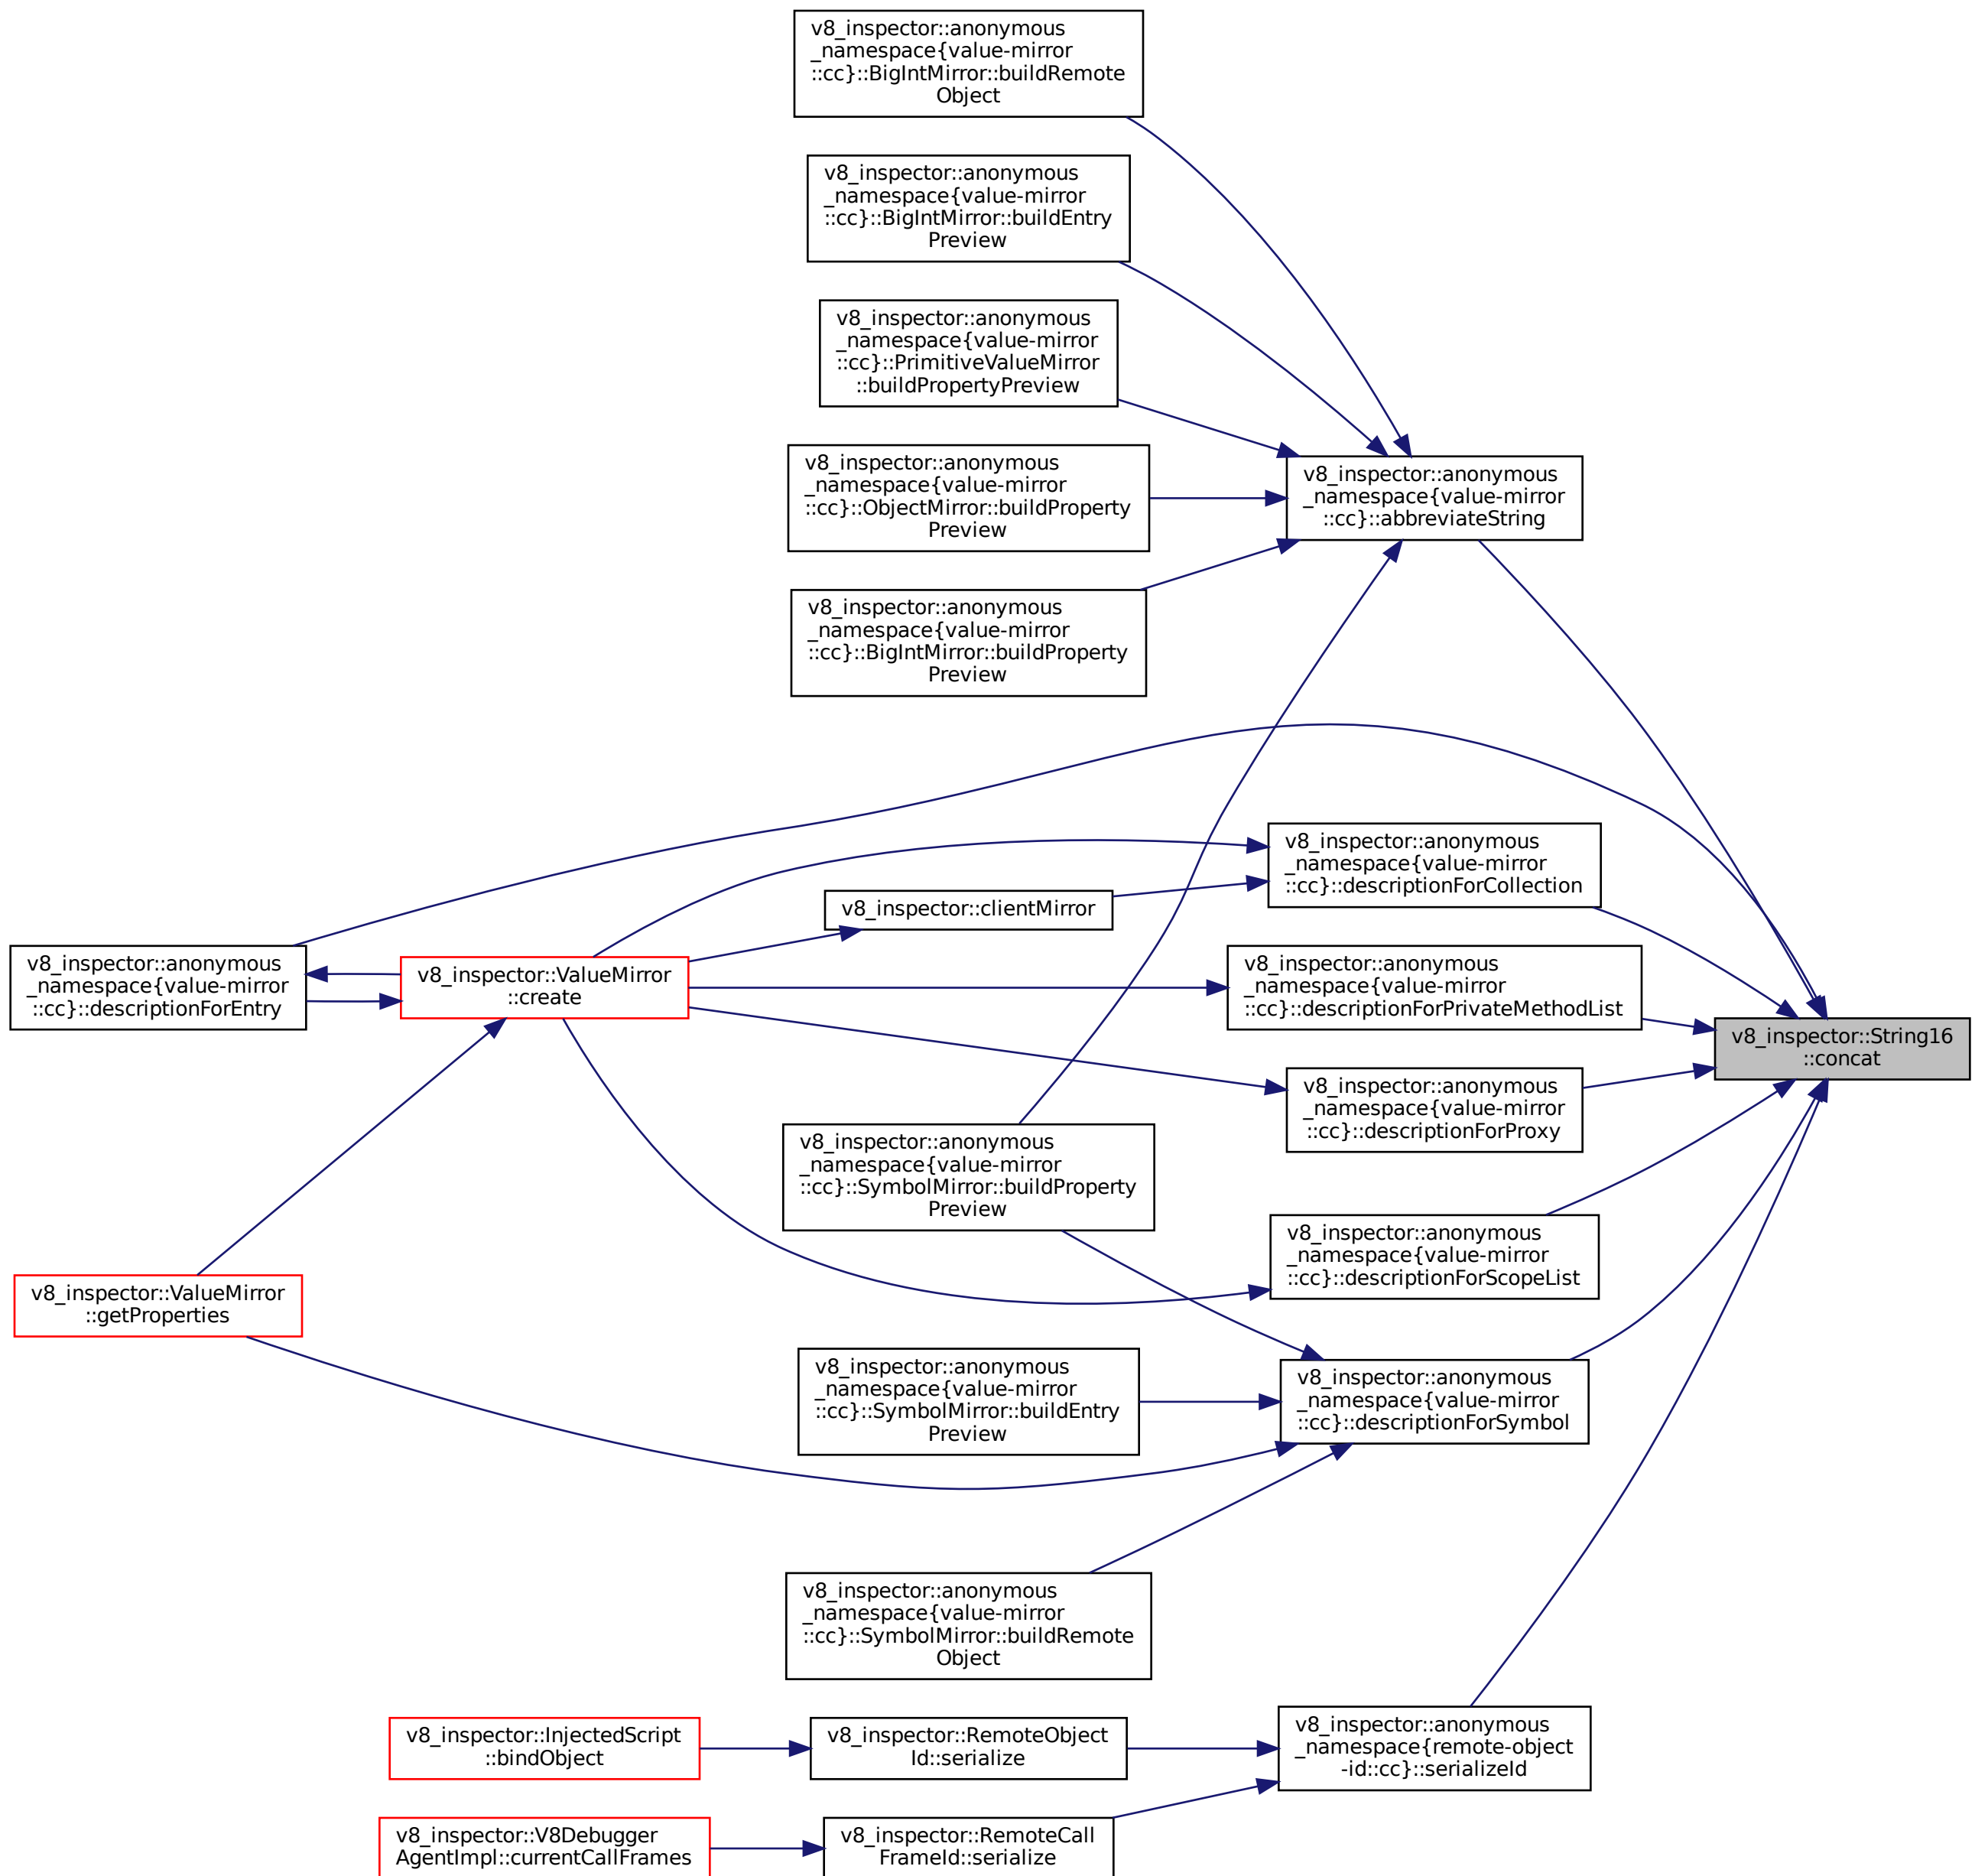 v8_inspector::anonymous
_namespace{value-mirror
::cc}::BigIntMirror::buildRemote
Object
v8_inspector::anonymous
_namespace{value-mirror
::cc}::BigIntMirror::buildEntry
Preview
v8_inspector::anonymous
_namespace{value-mirror
::cc}::PrimitiveValueMirror
::buildPropertyPreview
v8_inspector::anonymous
_namespace{value-mirror
::cc}::ObjectMirror::buildProperty
Preview
v8_inspector::anonymous
_namespace{value-mirror
::cc}::abbreviateString
v8_inspector::anonymous
_namespace{value-mirror
::cc}::BigIntMirror::buildProperty
Preview
v8_inspector::anonymous
_namespace{value-mirror
::cc}::descriptionForCollection
v8_inspector::clientMirror
v8_inspector::anonymous
_namespace{value-mirror
::cc}::descriptionForEntry
v8_inspector::ValueMirror
::create
v8_inspector::anonymous
_namespace{value-mirror
::cc}::descriptionForPrivateMethodList
v8_inspector::String16
::concat
v8_inspector::anonymous
_namespace{value-mirror
::cc}::descriptionForProxy
v8_inspector::anonymous
_namespace{value-mirror
::cc}::SymbolMirror::buildProperty
Preview
v8_inspector::anonymous
_namespace{value-mirror
::cc}::descriptionForScopeList
v8_inspector::ValueMirror
::getProperties
v8_inspector::anonymous
_namespace{value-mirror
::cc}::SymbolMirror::buildEntry
Preview
v8_inspector::anonymous
_namespace{value-mirror
::cc}::descriptionForSymbol
v8_inspector::anonymous
_namespace{value-mirror
::cc}::SymbolMirror::buildRemote
Object
v8_inspector::InjectedScript
::bindObject
v8_inspector::RemoteObject
Id::serialize
v8_inspector::anonymous
_namespace{remote-object
-id::cc}::serializeId
v8_inspector::V8Debugger
AgentImpl::currentCallFrames
v8_inspector::RemoteCall
FrameId::serialize